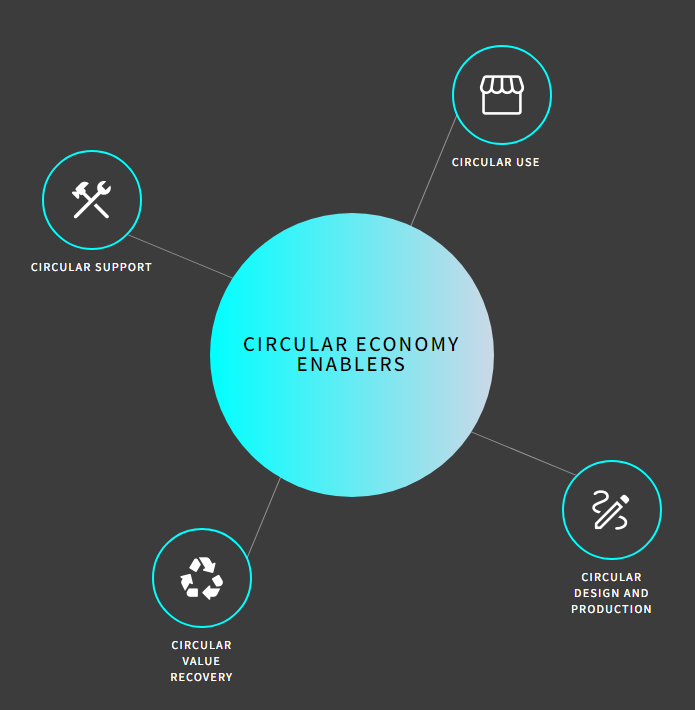 CIRCULAR USE
CIRCULAR SUPPORT
CIRCULAR ECONOMY
ENABLERS
CIRCULAR
DESIGN AND
PRODUCTION
CIRCULAR
VALUE
RECOVERY